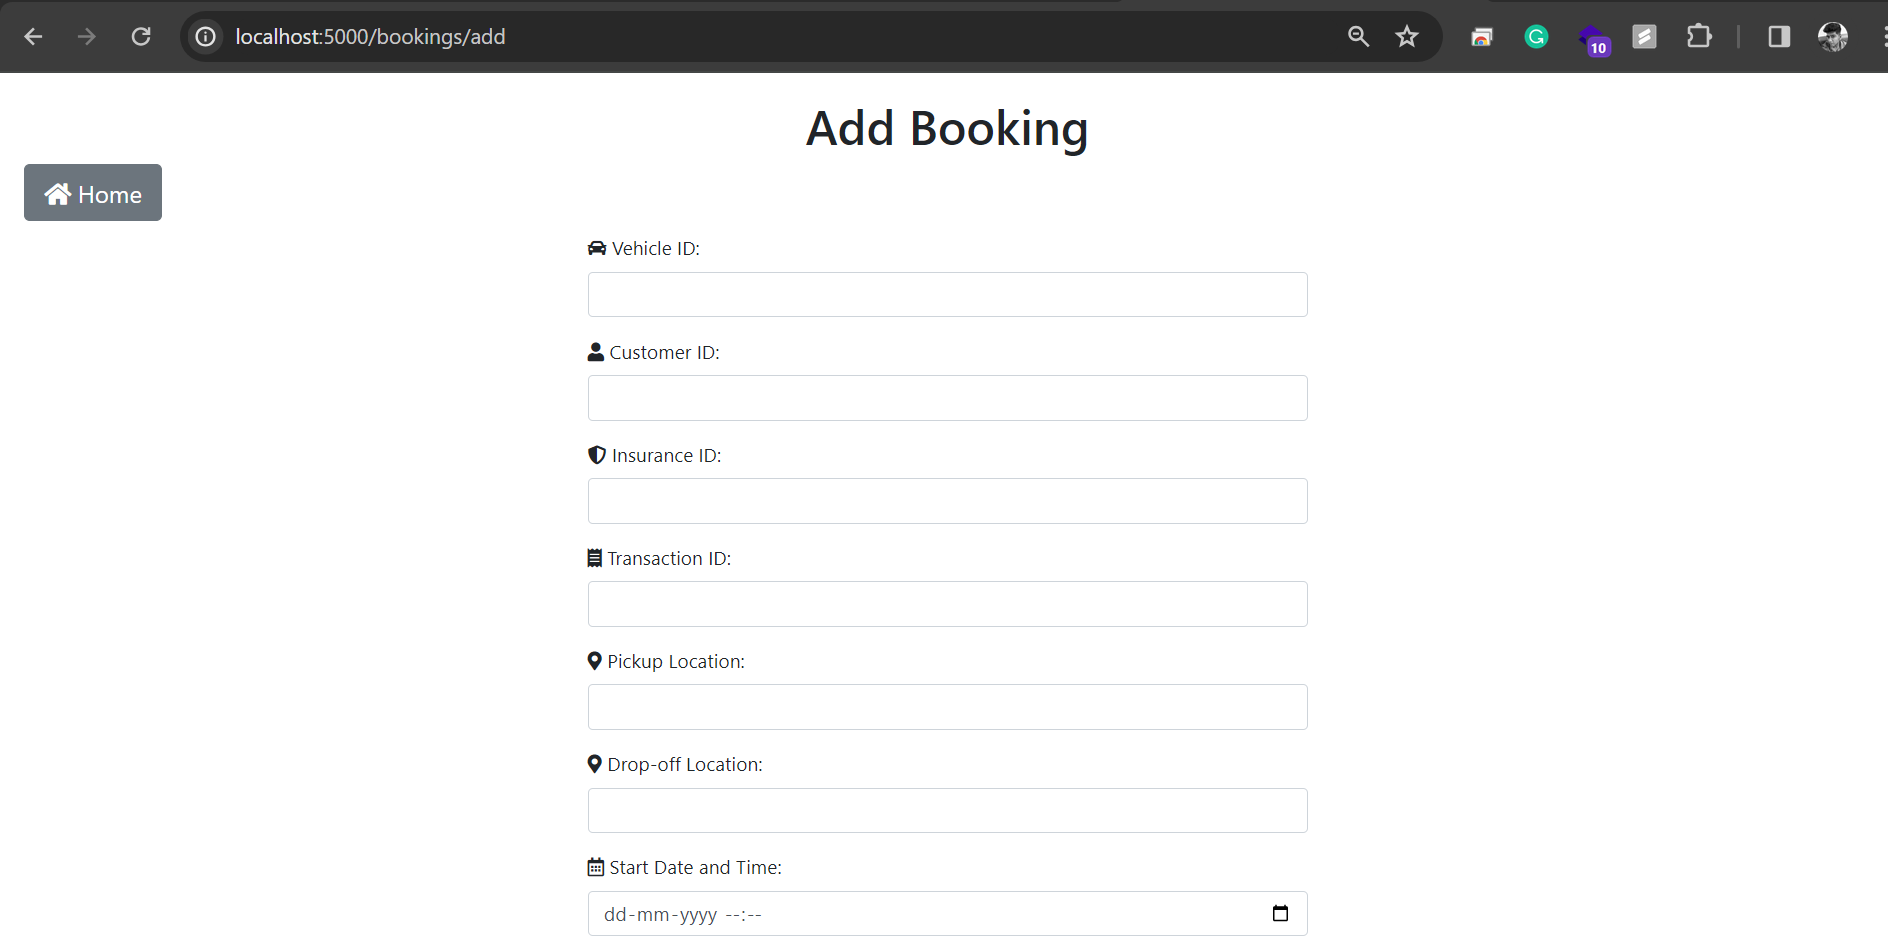 localhost:5000/bookings/add
10
Add Booking
Home
Vehicle ID:
Customer ID:
Insurance ID:
Transaction ID:
Pickup Location:
Drop-off Location:
Start Date and Time:
dd-mm-yyyy --:--